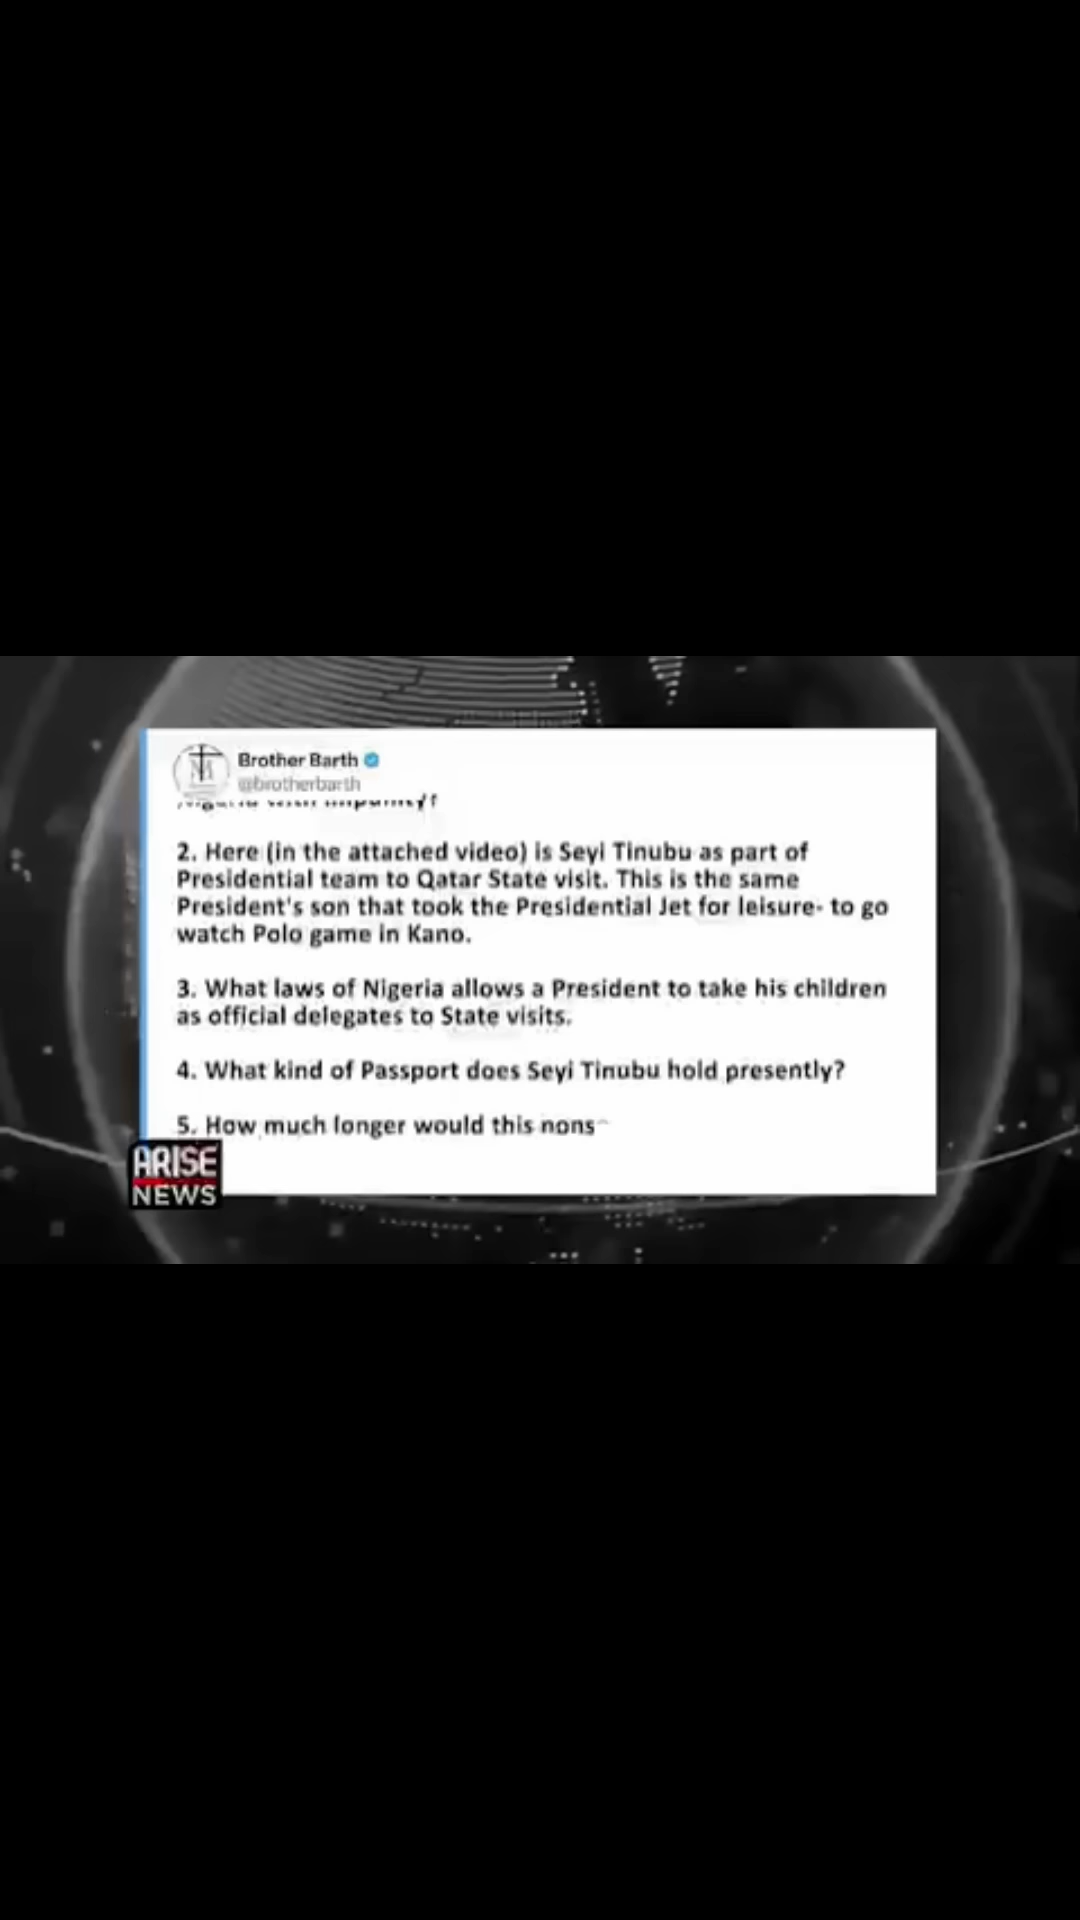 Brother Barth
@brotherbarth
2. Here (in the attached video) is Seyi Tinubu as part of
Presidential team to Qatar State visit. This is the same
President's son that took the Presidential Jet for leisure- to go
watch Polo game in Kano.
3. What laws of Nigeria allows a President to take his children
as official delegates to State visits.
4. What kind of Passport does Seyi Tinubu hold presently?
5. How much longer would this nons
ARISE
NEWS